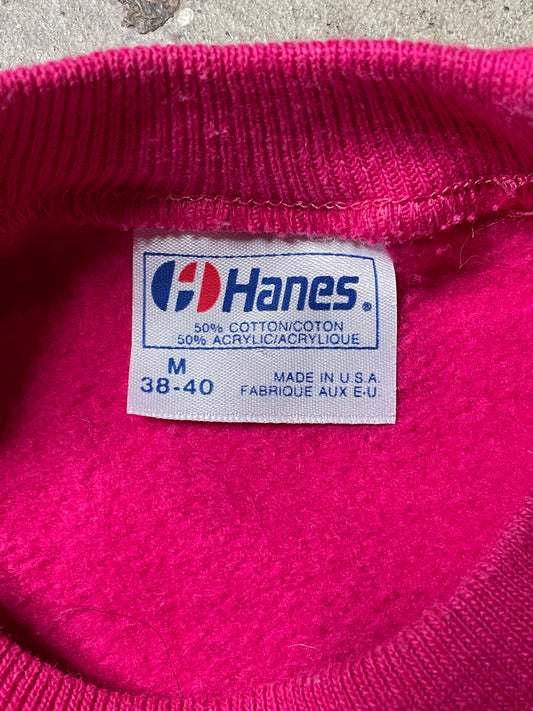 Hanes®
50% COTTON/COTON
50% ACRYLIC/ACRYLIQUE
M
38-40
MADE IN U.S.A.
FABRIQUE AUX E-U.